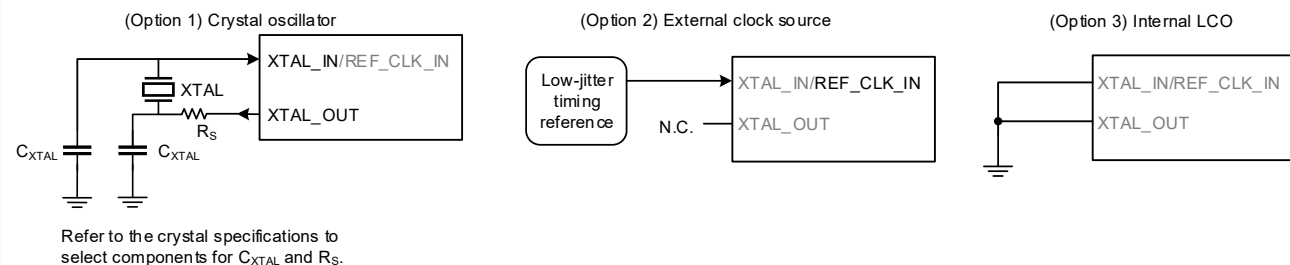 (Option 1) Crystal oscillator
XTAL_IN/REF_CLK_IN
XTAL
XTAL_OUT
RS
CXTAL
CXTAL
Refer to the crystal specifications to
select components for CXTAL and RS.
(Option 2) External clock source
Low-jitter
timing
reference
XTAL_IN/REF_CLK_IN
N.C.
XTAL_OUT
(Option 3) Internal LCO
XTAL_IN/REF_CLK_IN
XTAL_OUT